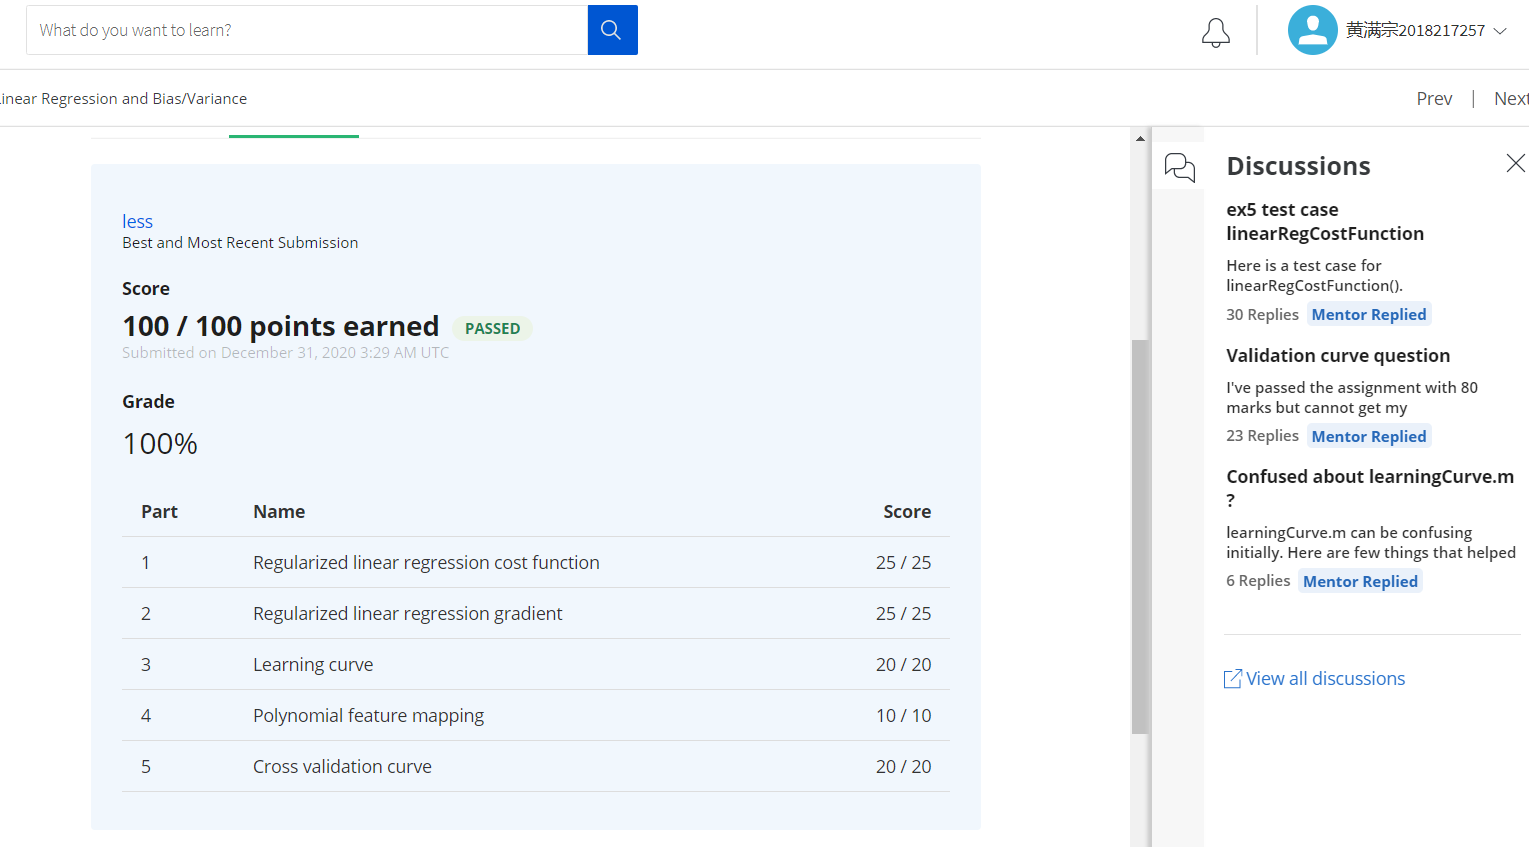 What do you want to learn?
黄满宗2018217257
Linear Regression and Bias/Variance
Prev | Next
less
Best and Most Recent Submission
Score
100 / 100 points earned PASSED
Submitted on December 31, 2020 3:29 AM UTC
Grade
100%
Part Name Score
1 Regularized linear regression cost function 25 / 25
2 Regularized linear regression gradient 25 / 25
3 Learning curve 20 / 20
4 Polynomial feature mapping 10 / 10
5 Cross validation curve 20 / 20
Discussions
ex5 test case
linearRegCostFunction
Here is a test case for
linearRegCostFunction().
30 Replies Mentor Replied
Validation curve question
I've passed the assignment with 80
marks but cannot get my
23 Replies Mentor Replied
Confused about learningCurve.m
?
learningCurve.m can be confusing
initially. Here are few things that helped
6 Replies Mentor Replied
View all discussions